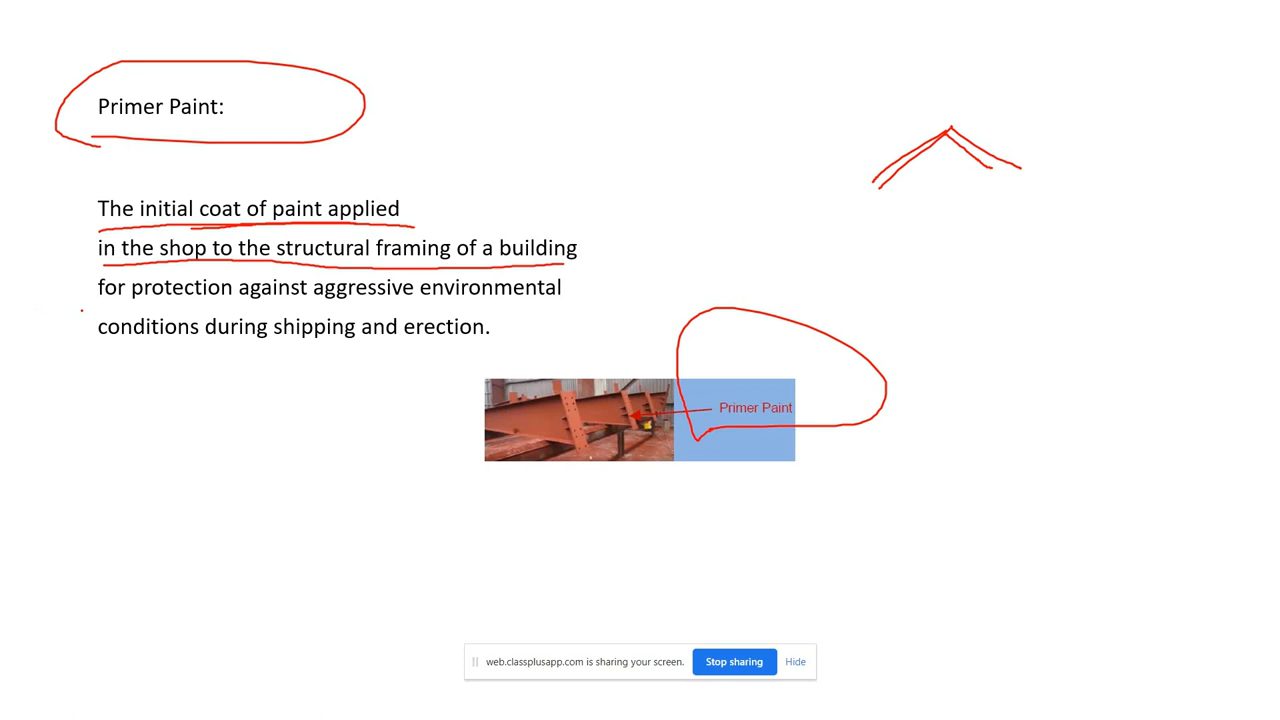 Primer Paint:
The initial coat of paint applied
in the shop to the structural framing of a building
for protection against aggressive environmental
conditions during shipping and erection.
Primer Paint
web.classplusapp.com is sharing your screen.
Stop sharing
Hide